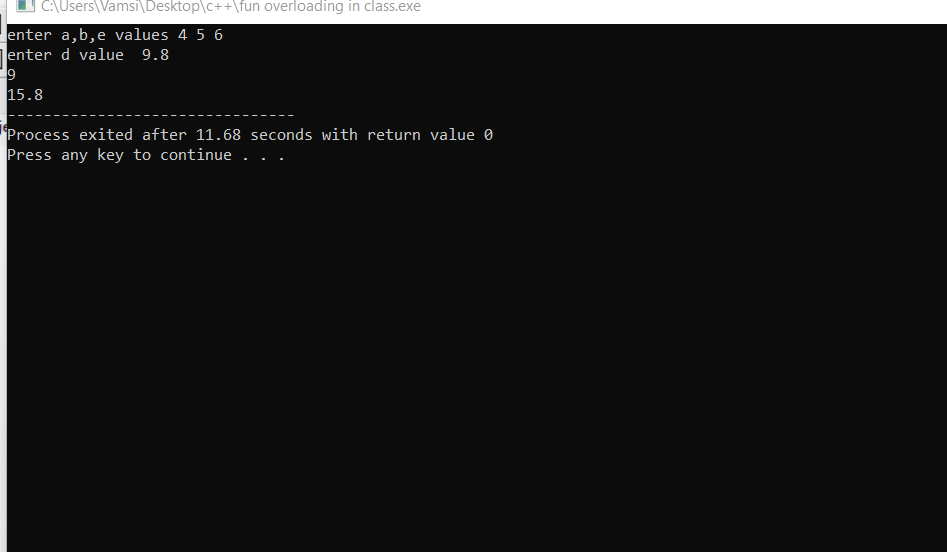 C:\Users\Vamsi\Desktop\c++\fun overloading in class.exe
enter a,b,e values 4 5 6
enter d value  9.8
9
15.8
--------------------------------
Process exited after 11.68 seconds with return value 0
Press any key to continue . . .